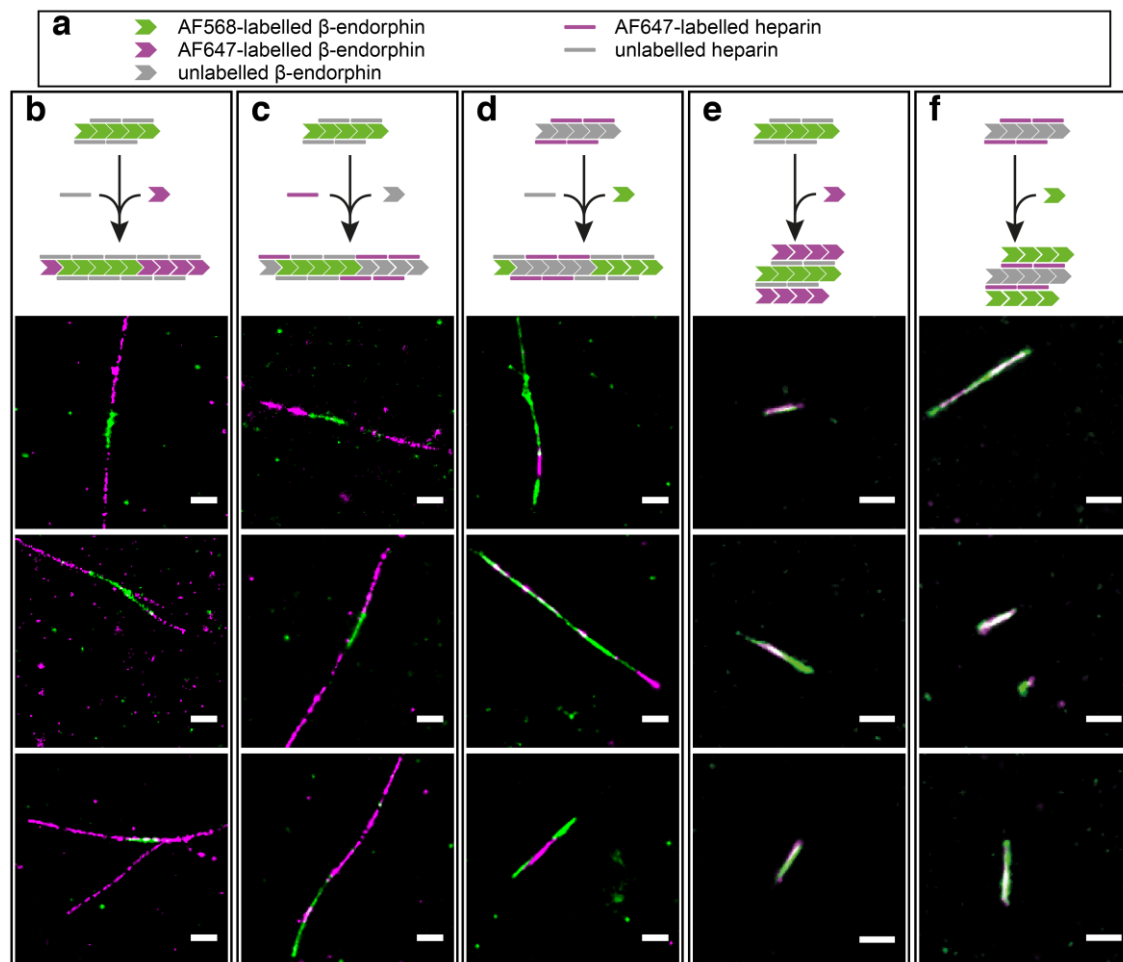 a
AF568-labelled β-endorphin
AF647-labelled β-endorphin
unlabelled β-endorphin
AF647-labelled heparin
unlabelled heparin
b
c
d
e
f